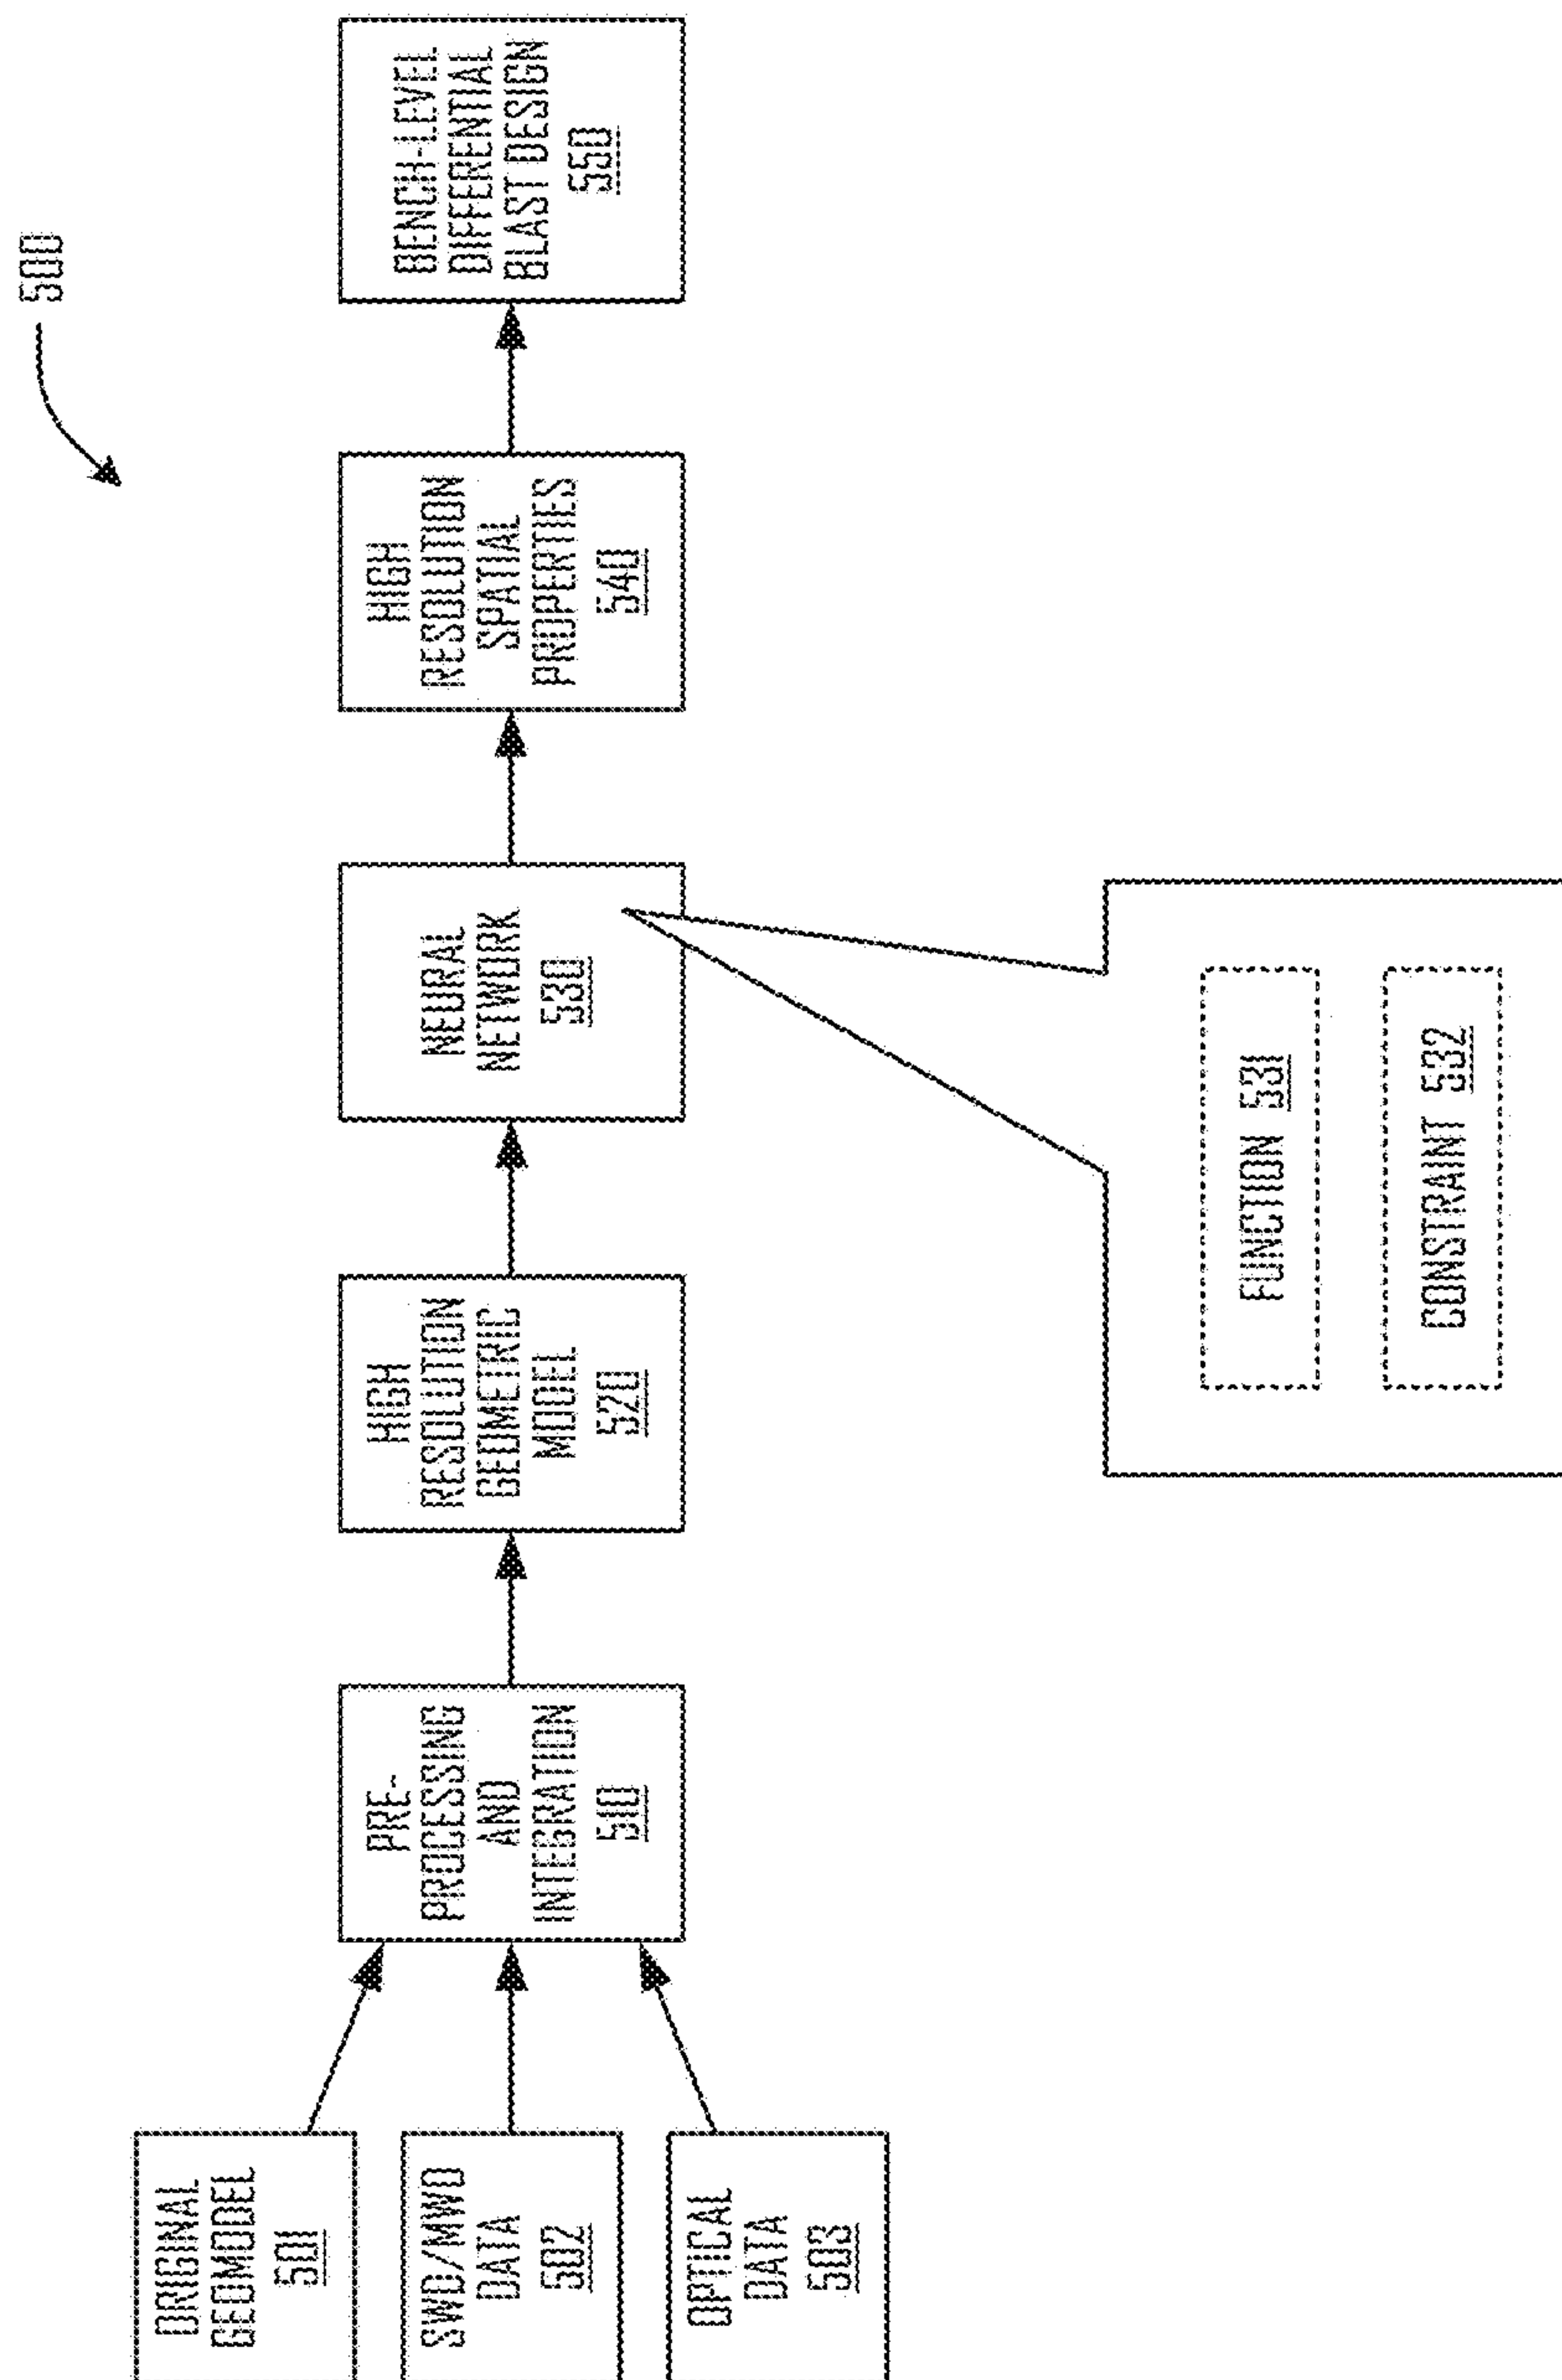 500
ORIGINAL
GEOMODEL
501
SWD/MWD
DATA
502
OPTICAL
DATA
503
PRE-
PROCESSING
AND
INTEGRATION
510
HIGH
RESOLUTION
GEOMETRIC
MODEL
520
NEURAL
NETWORK
530
HIGH
RESOLUTION
SPATIAL
PROPERTIES
540
BENCH-LEVEL
DIFFERENTIAL
BLAST DESIGN
550
FUNCTION 531
CONSTRAINT 532